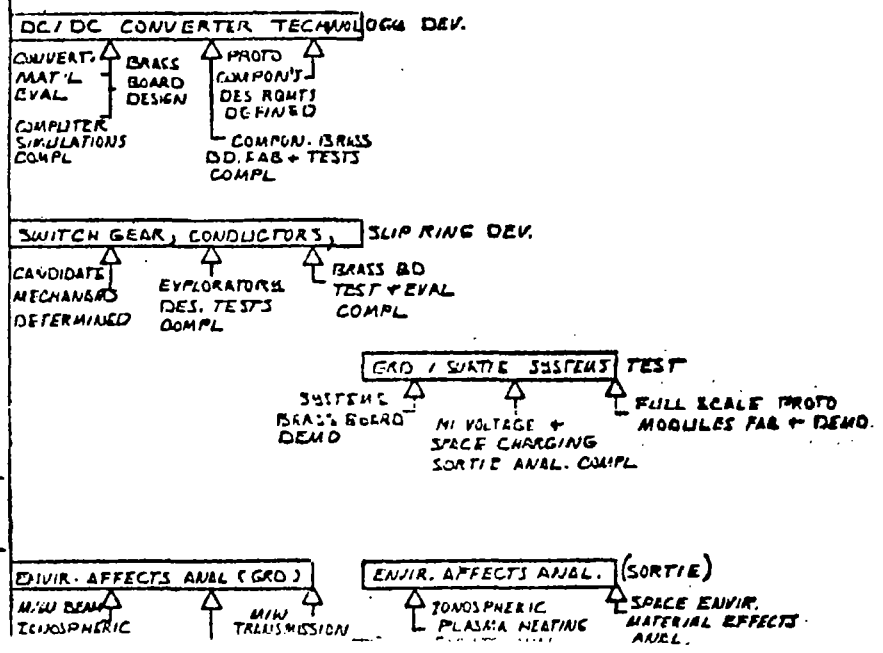 DC/DC CONVERTER TECHNOLOGY DEV.
CONVERT.
MAT'L
EVAL
BRASS
BOARD
DESIGN
PROTO
COMPON'S
DES RQMTS
DEFINED
COMPUTER
SIMULATIONS
COMPL
COMPON. BRASS
BD. FAB + TESTS
COMPL
SWITCH GEAR, CONDUCTORS, SLIP RING DEV.
CANDIDATE
DETERMINED
EXPLORATORY
DES. TESTS
COMPL
BRASS BD
TEST + EVAL
COMPL
GRD / SORTIE SYSTEMS TEST
SYSTEMS
BRASS BOARD
DEMO
HI VOLTAGE +
SPACE CHARGING
SORTIE ANAL. COMPL
FULL SCALE PROTO
MODULES FAB + DEMO.
ENVIR. AFFECTS ANAL (GRD)
M/W BEAM
IONOSPHERIC
M/W
TRANSMISSION
ENVIR. AFFECTS ANAL. (SORTIE)
IONOSPHERIC
PLASMA HEATING
SPACE ENVIR.
MATERIAL EFFECTS
ANAL.